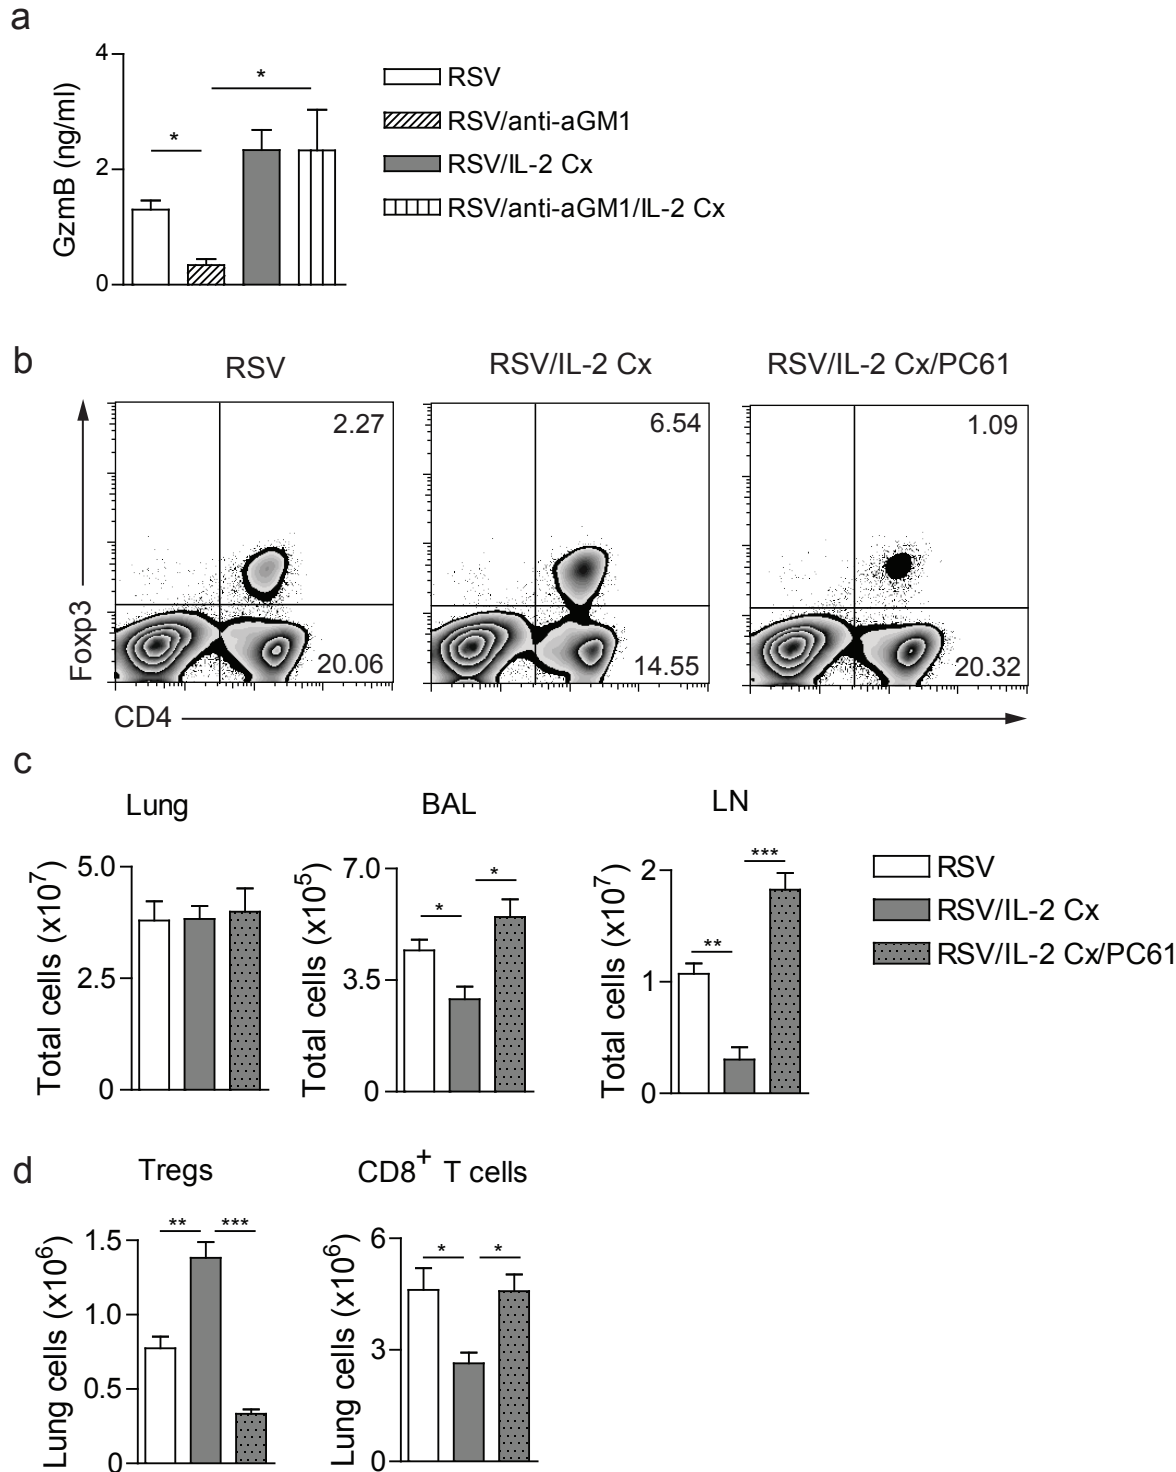 a
4
2
0
GzmB (ng/ml)
*
*
RSV
RSV/anti-aGM1
RSV/IL-2 Cx
RSV/anti-aGM1/IL-2 Cx
b
RSV
RSV/IL-2 Cx
RSV/IL-2 Cx/PC61
2.27
6.54
1.09
20.06
14.55
20.32
Foxp3
CD4
c
Lung
BAL
LN
Total cells (x10⁷)
5.0
2.5
0
Total cells (x10⁵)
7.0
3.5
0
*
*
Total cells (x10⁷)
2
1
0
**
***
RSV
RSV/IL-2 Cx
RSV/IL-2 Cx/PC61
d
Tregs
CD8⁺ T cells
Lung cells (x10⁶)
1.5
1.0
0.5
0
**
***
Lung cells (x10⁶)
6
3
0
*
*